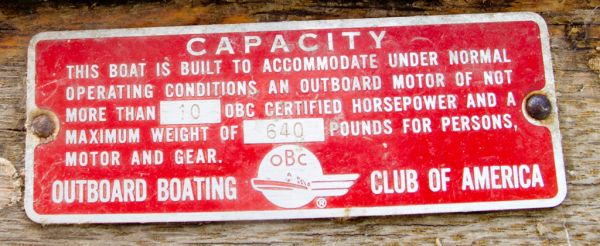 CAPACITY
THIS BOAT IS BUILT TO ACCOMMODATE UNDER NORMAL
OPERATING CONDITIONS AN OUTBOARD MOTOR OF NOT
MORE THAN 10 OBC CERTIFIED HORSEPOWER AND A
MAXIMUM WEIGHT OF 640 POUNDS FOR PERSONS,
MOTOR AND GEAR.
OBC
OUTBOARD BOATING CLUB OF AMERICA
®